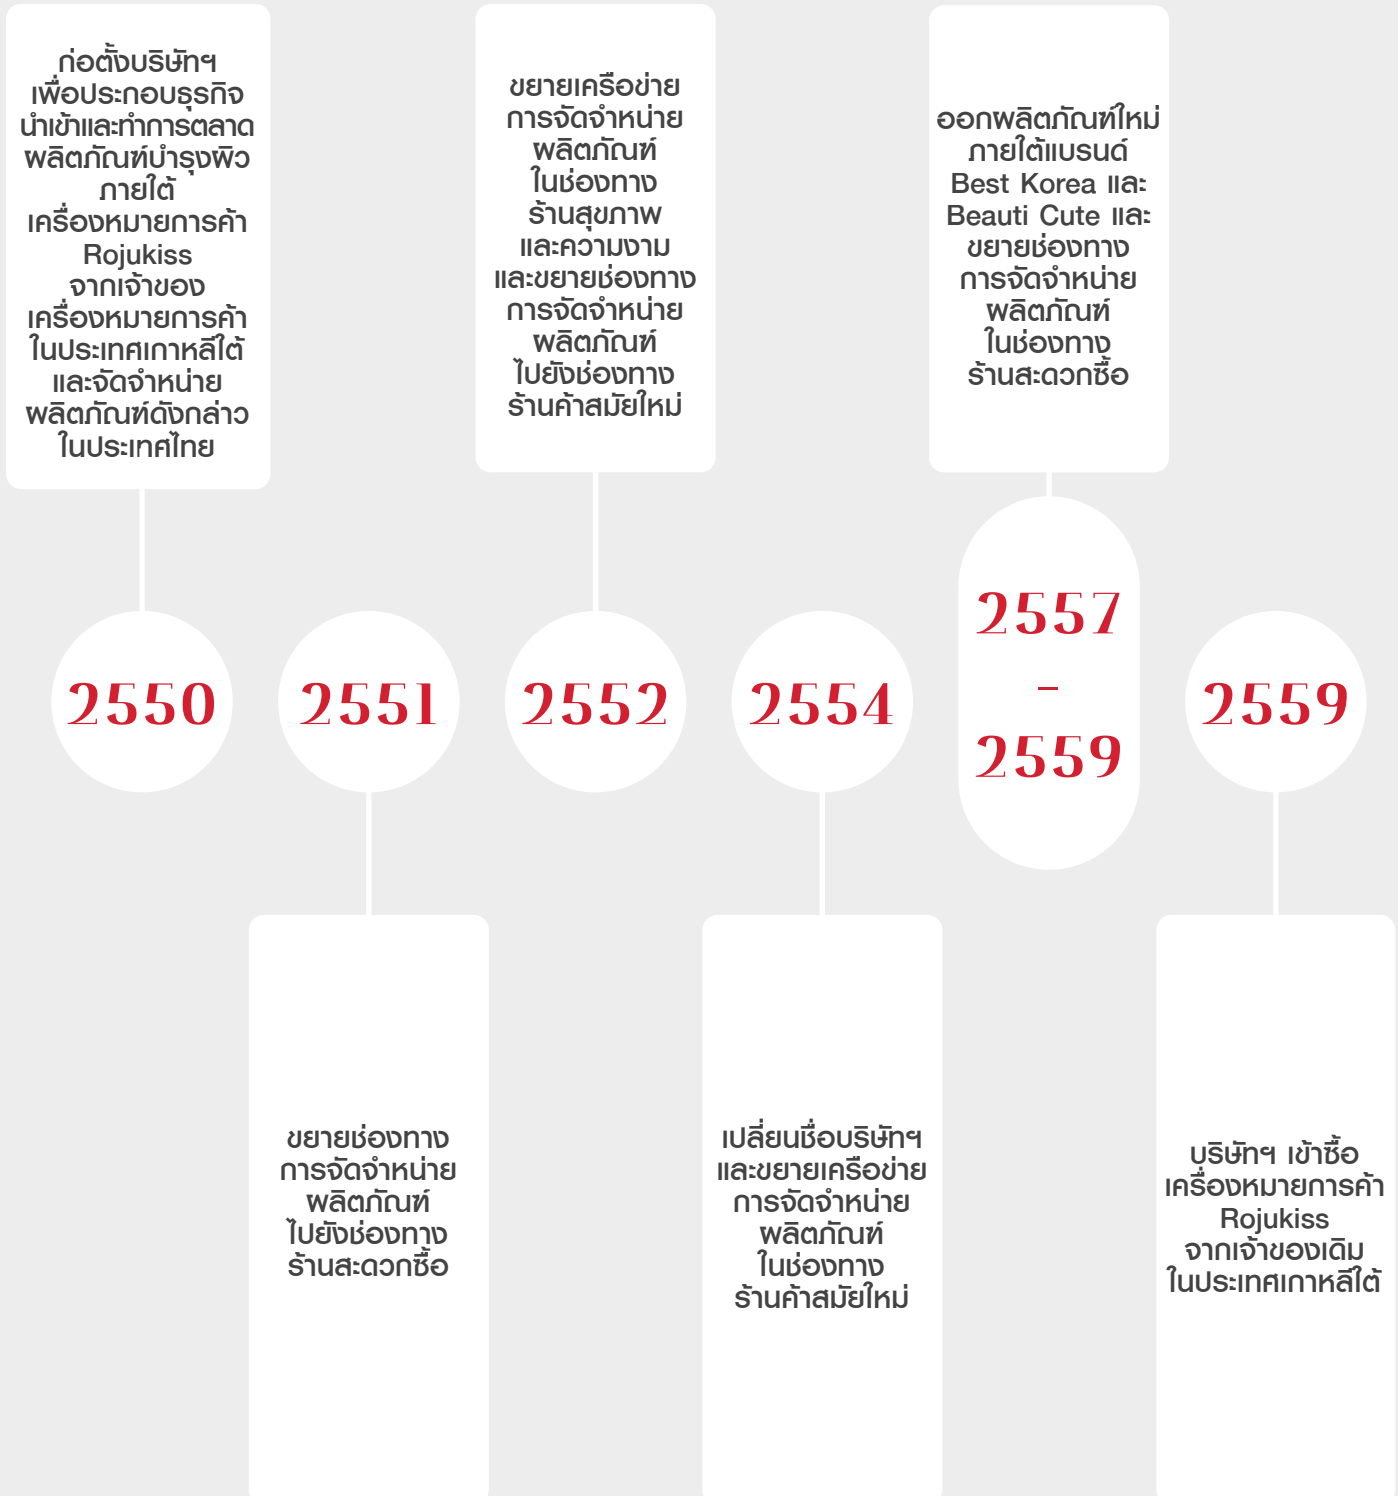 ก่อตั้งบริษัทฯ
เพื่อประกอบธุรกิจ
นำเข้าและทำการตลาด
ผลิตภัณฑ์บำรุงผิว
ภายใต้
เครื่องหมายการค้า
Rojukiss
จากเจ้าของ
เครื่องหมายการค้า
ในประเทศเกาหลีใต้
และจัดจำหน่าย
ผลิตภัณฑ์ดังกล่าว
ในประเทศไทย
2550
2551
ขยายช่องทาง
การจัดจำหน่าย
ผลิตภัณฑ์
ไปยังช่องทาง
ร้านสะดวกซื้อ
ขยายเครือข่าย
การจัดจำหน่าย
ผลิตภัณฑ์
ในช่องทาง
ร้านสุขภาพ
และความงาม
และขยายช่องทาง
การจัดจำหน่าย
ผลิตภัณฑ์
ไปยังช่องทาง
ร้านค้าสมัยใหม่
2552
2554
เปลี่ยนชื่อบริษัทฯ
และขยายเครือข่าย
การจัดจำหน่าย
ผลิตภัณฑ์
ในช่องทาง
ร้านค้าสมัยใหม่
ออกผลิตภัณฑ์ใหม่
ภายใต้แบรนด์
Best Korea และ
Beauti Cute และ
ขยายช่องทาง
การจัดจำหน่าย
ผลิตภัณฑ์
ในช่องทาง
ร้านสะดวกซื้อ
2557
–
2559
2559
บริษัทฯ เข้าซื้อ
เครื่องหมายการค้า
Rojukiss
จากเจ้าของเดิม
ในประเทศเกาหลีใต้